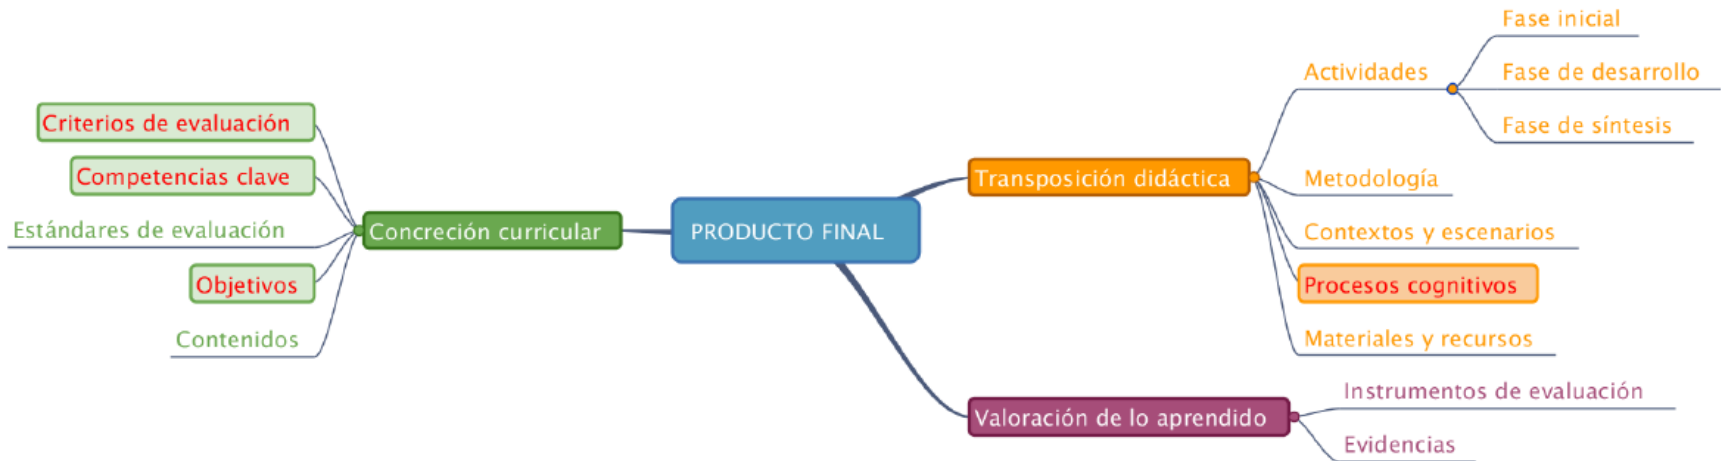 Criterios de evaluación
Competencias clave
Estándares de evaluación
Objetivos
Contenidos
Concreción curricular
PRODUCTO FINAL
Transposición didáctica
Actividades
Fase inicial
Fase de desarrollo
Fase de síntesis
Metodología
Contextos y escenarios
Procesos cognitivos
Materiales y recursos
Valoración de lo aprendido
Instrumentos de evaluación
Evidencias